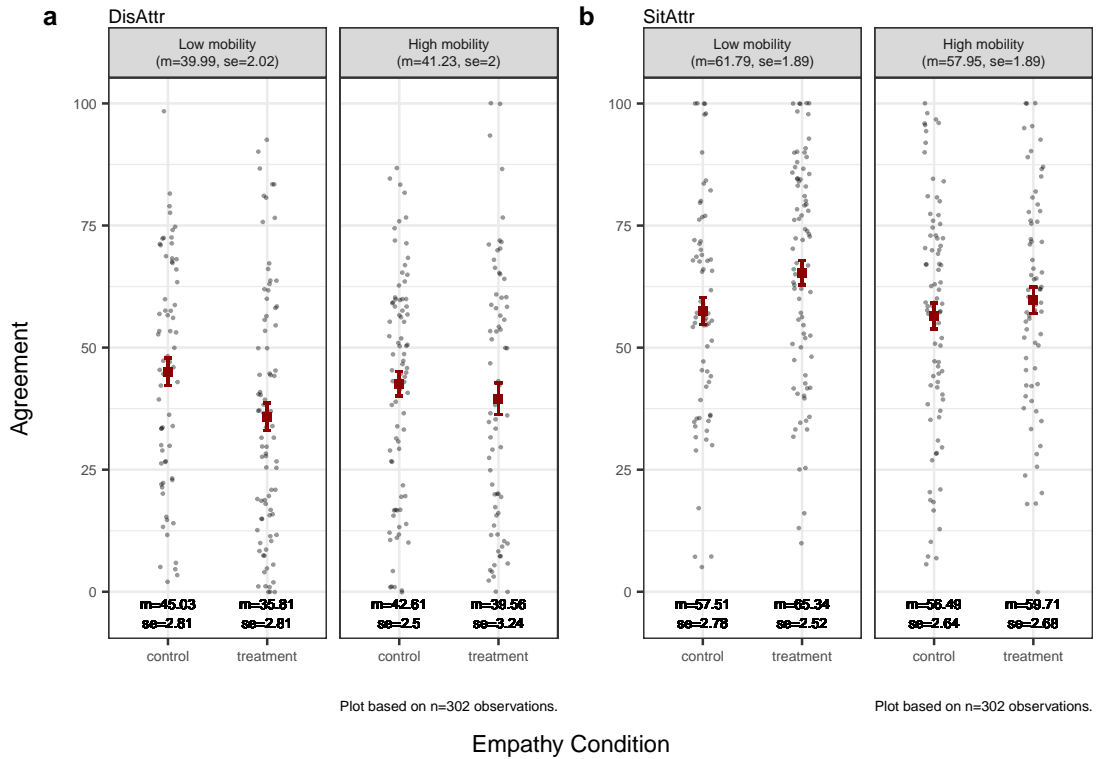 a
DisAttr
Low mobility
(m=39.99, se=2.02)
High mobility
(m=41.23, se=2)
100
75
50
25
0
m=45.03
se=2.81
m=35.81
se=2.81
m=42.61
se=2.5
m=39.56
se=3.24
control
treatment
control
treatment
Plot based on n=302 observations.
b
SitAttr
Low mobility
(m=61.79, se=1.89)
High mobility
(m=57.95, se=1.89)
100
75
50
25
0
m=57.51
se=2.78
m=65.34
se=2.52
m=56.49
se=2.64
m=59.71
se=2.68
control
treatment
control
treatment
Plot based on n=302 observations.
Agreement
Empathy Condition